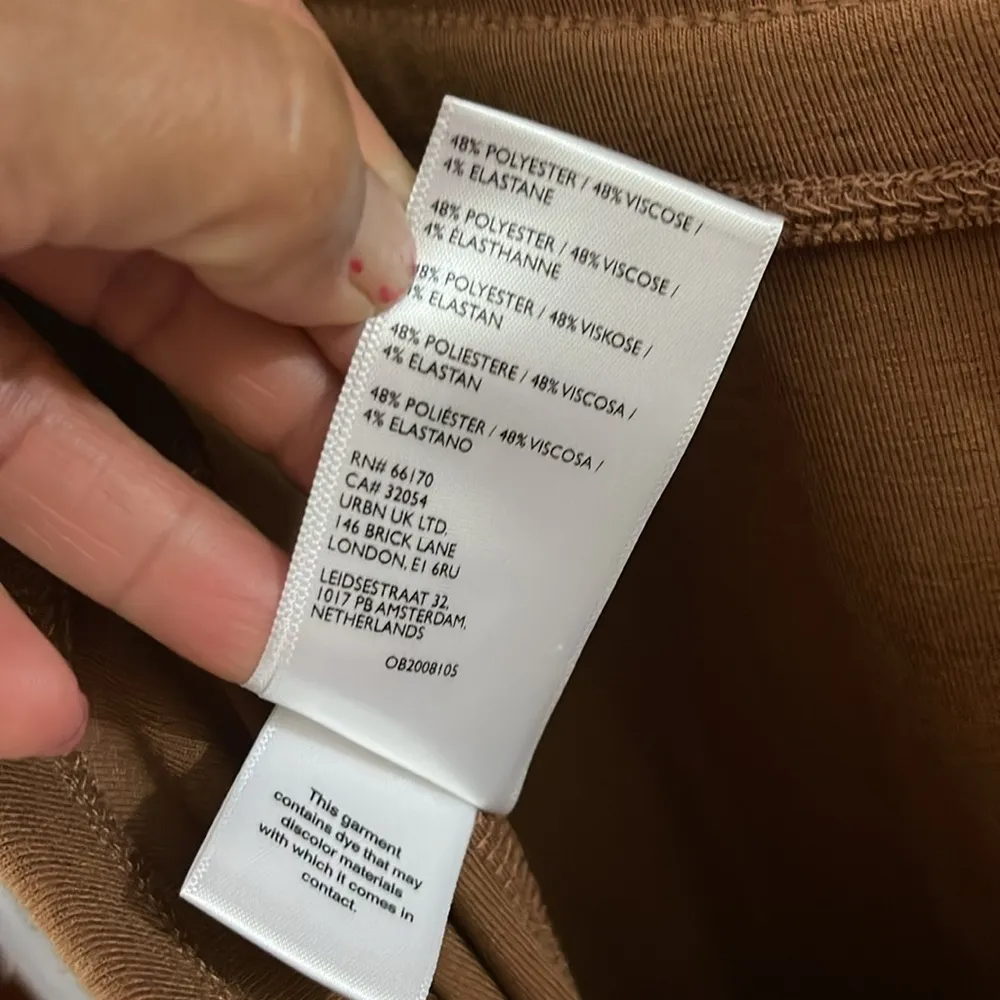 48% POLYESTER / 48% VISCOSE /
4% ELASTANE
48% POLYESTER / 48% VISCOSE /
4% ÉLASTHANNE
48% POLYESTER / 48% VISKOSE /
4% ELASTAN
48% POLIESTERE / 48% VISCOSA /
4% ELASTAN
48% POLIÉSTER / 48% VISCOSA /
4% ELASTANO
RN# 66170
CA# 32054
URBN UK LTD.
146 BRICK LANE
LONDON, E1 6RU
LEIDSESTRAAT 32,
1017 PB AMSTERDAM,
NETHERLANDS
OB2008105
This garment
contains dye that may
discolor materials
with which it comes in
contact.